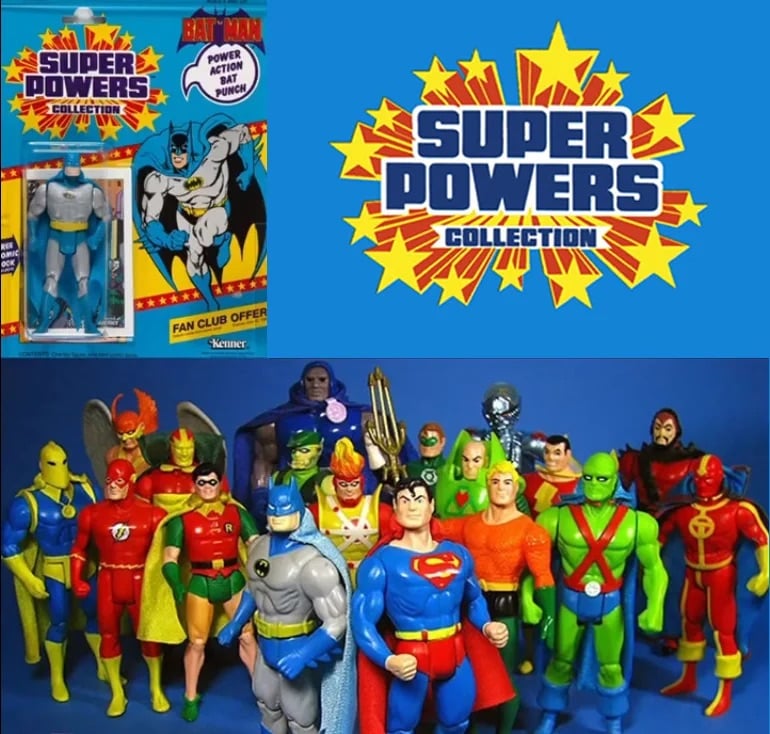 SUPER
POWERS
COLLECTION
BATMAN
POWER
ACTION
BAT
PUNCH
FAN CLUB OFFER
Kenner
SUPER
POWERS
COLLECTION
R